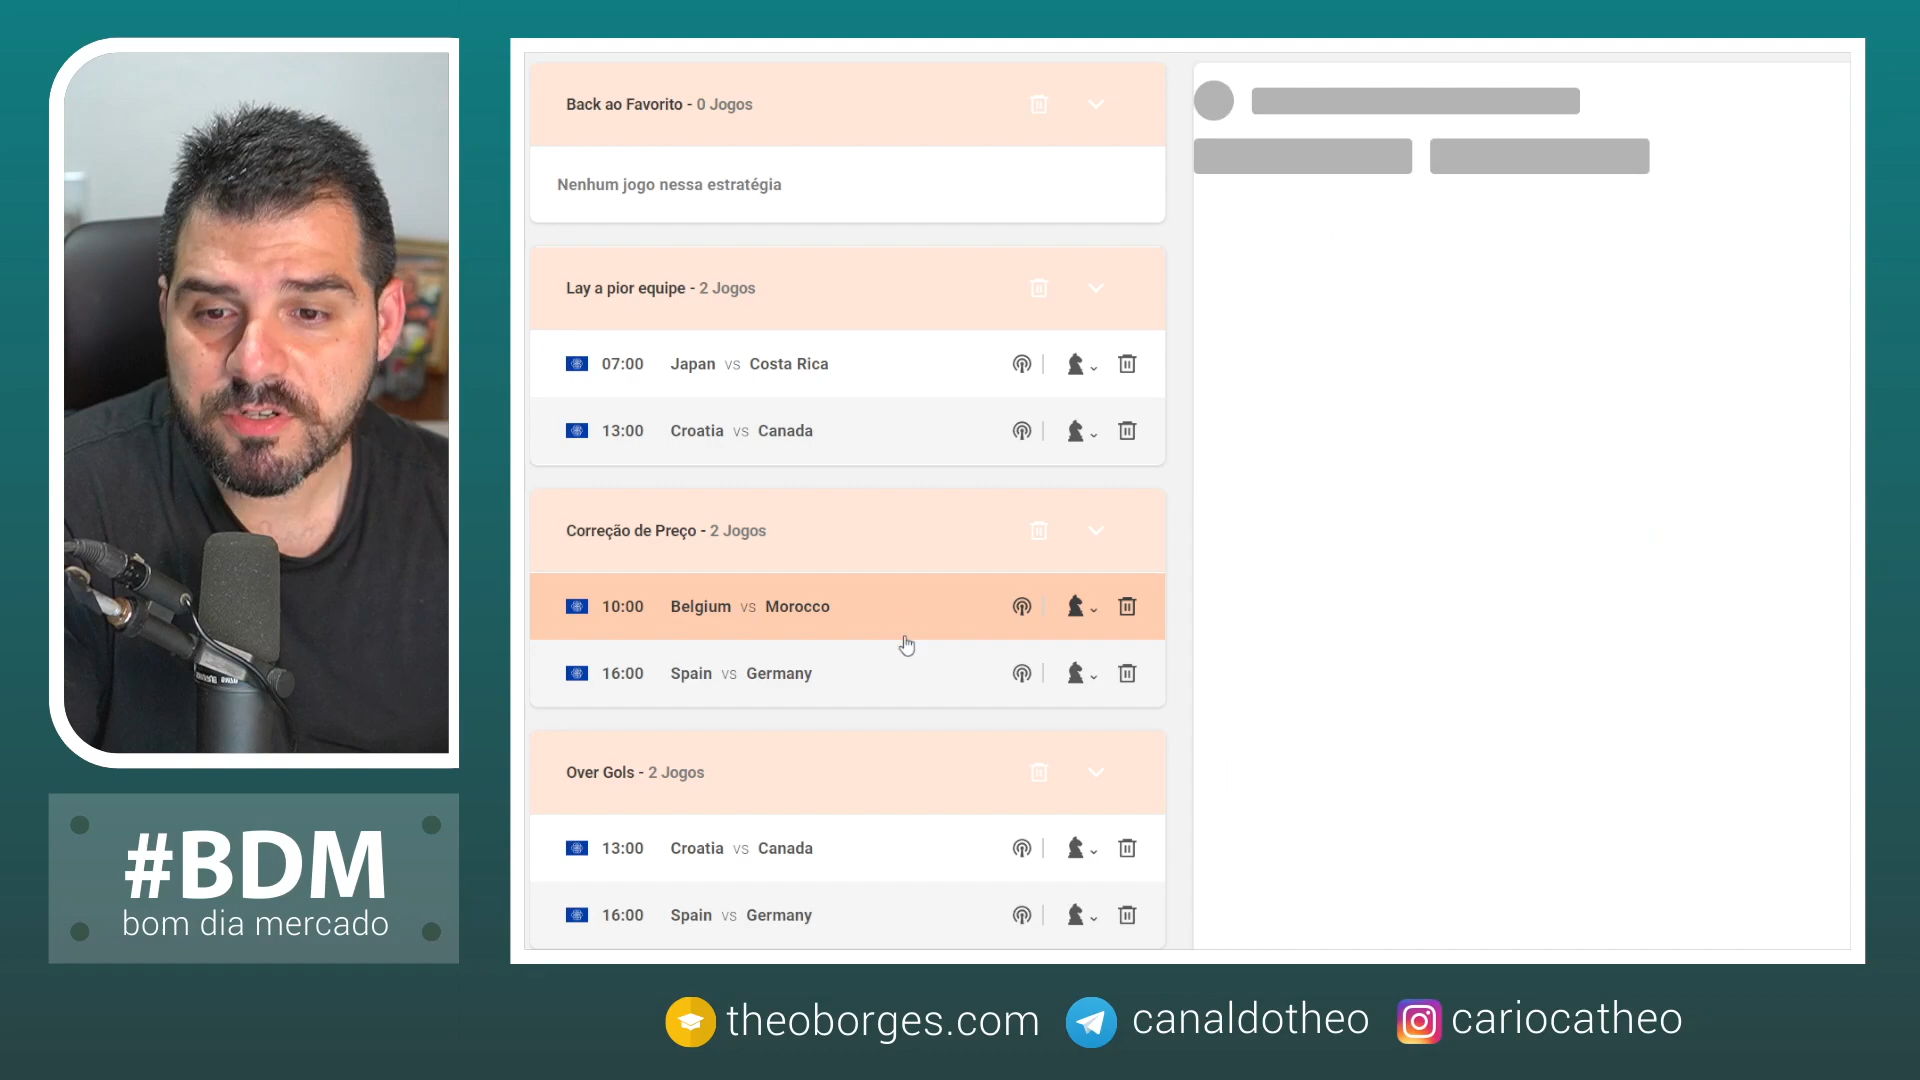 Back ao Favorito - 0 Jogos
Nenhum jogo nessa estratégia
Lay a pior equipe - 2 Jogos
07:00 Japan vs Costa Rica
13:00 Croatia vs Canada
Correção de Preço - 2 Jogos
10:00 Belgium vs Morocco
16:00 Spain vs Germany
Over Gols - 2 Jogos
13:00 Croatia vs Canada
16:00 Spain vs Germany
#BDM
bom dia mercado
theoborges.com canaldotheo cariocatheo